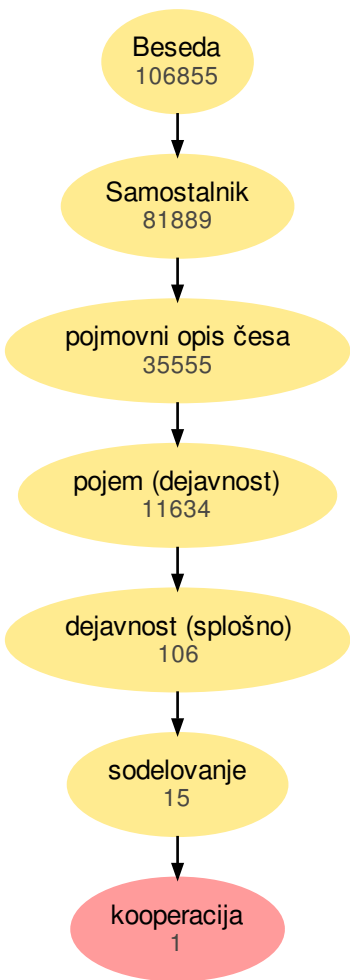 Beseda
106855
Samostalnik
81889
pojmovni opis česa
35555
pojem (dejavnost)
11634
dejavnost (splošno)
106
sodelovanje
15
kooperacija
1